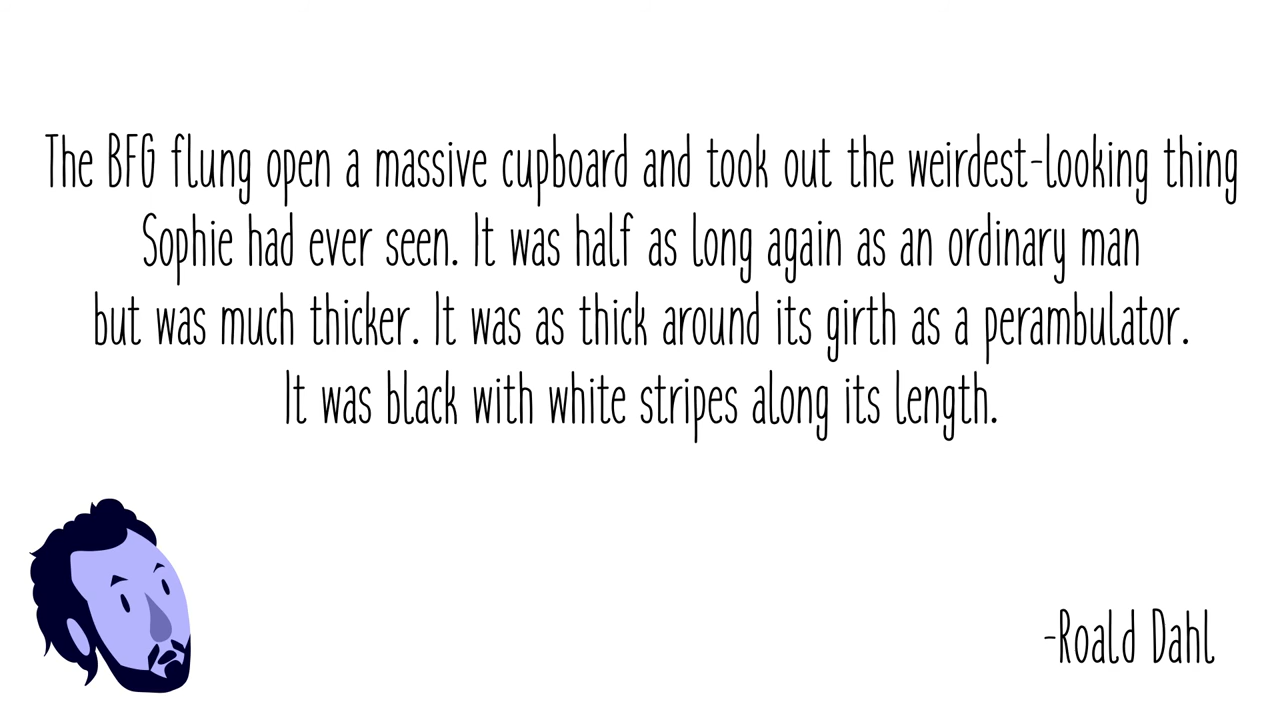 The BFG flung open a massive cupboard and took out the weirdest-looking thing
Sophie had ever seen. It was half as long again as an ordinary man
but was much thicker. It was as thick around its girth as a perambulator.
It was black with white stripes along its length.
-Roald Dahl